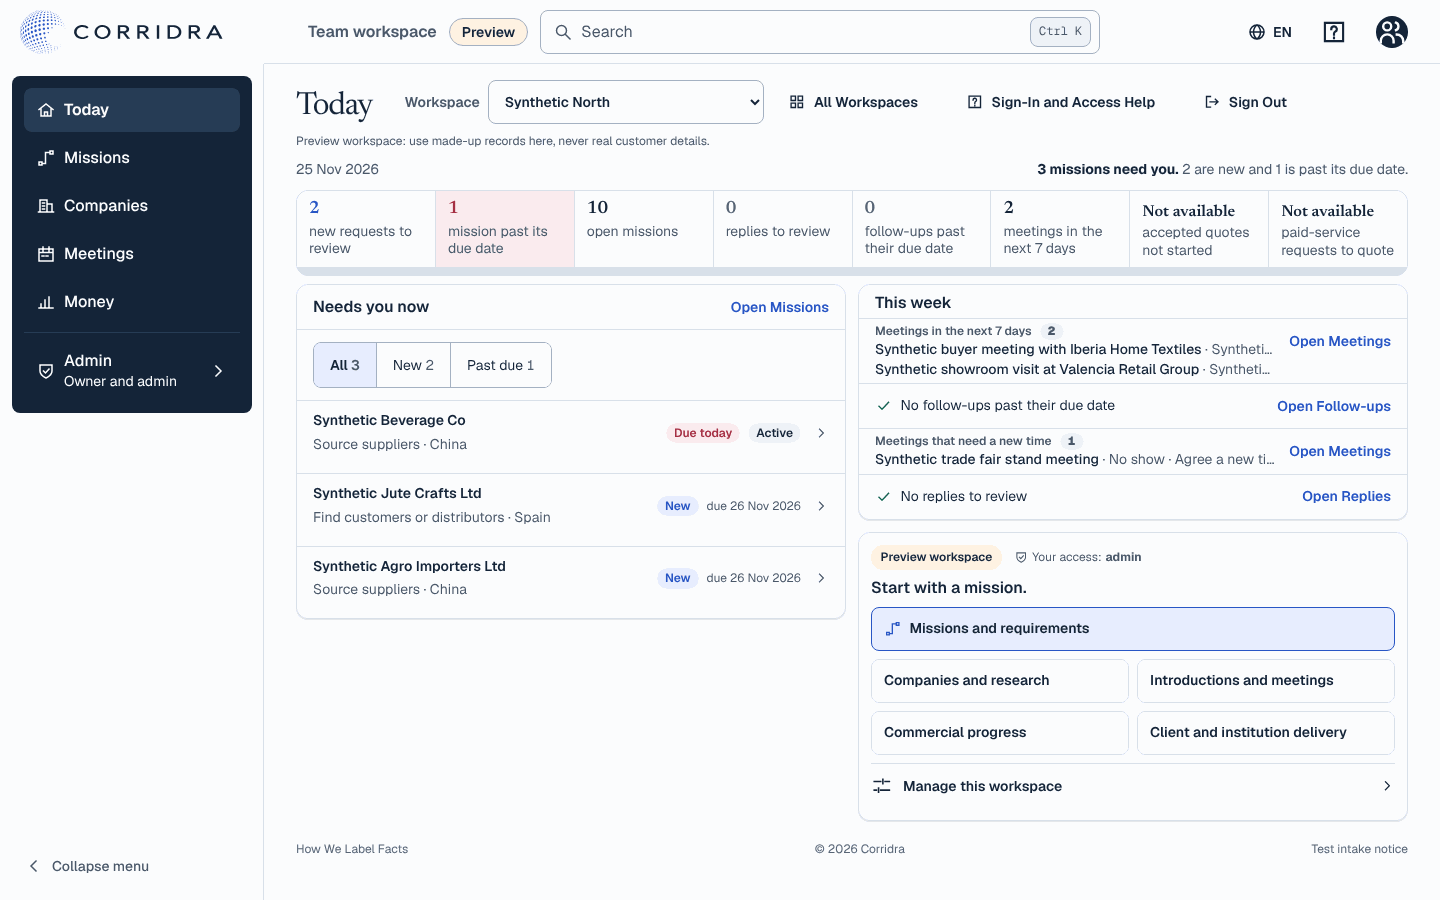 CORRIDRA
Team workspace
Preview
Search
Ctrl K
EN
Today
Missions
Companies
Meetings
Money
Admin
Owner and admin
Collapse menu
Today
Workspace
Synthetic North
All Workspaces
Sign-In and Access Help
Sign Out
Preview workspace: use made-up records here, never real customer details.
25 Nov 2026
3 missions need you. 2 are new and 1 is past its due date.
2
new requests to
review
1
mission past its
due date
10
open missions
0
replies to review
0
follow-ups past
their due date
2
meetings in the
next 7 days
Not available
accepted quotes
not started
Not available
paid-service
requests to quote
Needs you now
Open Missions
All 3
New 2
Past due 1
Synthetic Beverage Co
Source suppliers · China
Due today
Active
Synthetic Jute Crafts Ltd
Find customers or distributors · Spain
New
due 26 Nov 2026
Synthetic Agro Importers Ltd
Source suppliers · China
New
due 26 Nov 2026
This week
Meetings in the next 7 days 2
Synthetic buyer meeting with Iberia Home Textiles · Syntheti...
Synthetic showroom visit at Valencia Retail Group · Syntheti...
Open Meetings
No follow-ups past their due date
Open Follow-ups
Meetings that need a new time 1
Synthetic trade fair stand meeting · No show · Agree a new ti...
Open Meetings
No replies to review
Open Replies
Preview workspace
Your access: admin
Start with a mission.
Missions and requirements
Companies and research
Introductions and meetings
Commercial progress
Client and institution delivery
Manage this workspace
How We Label Facts
© 2026 Corridra
Test intake notice